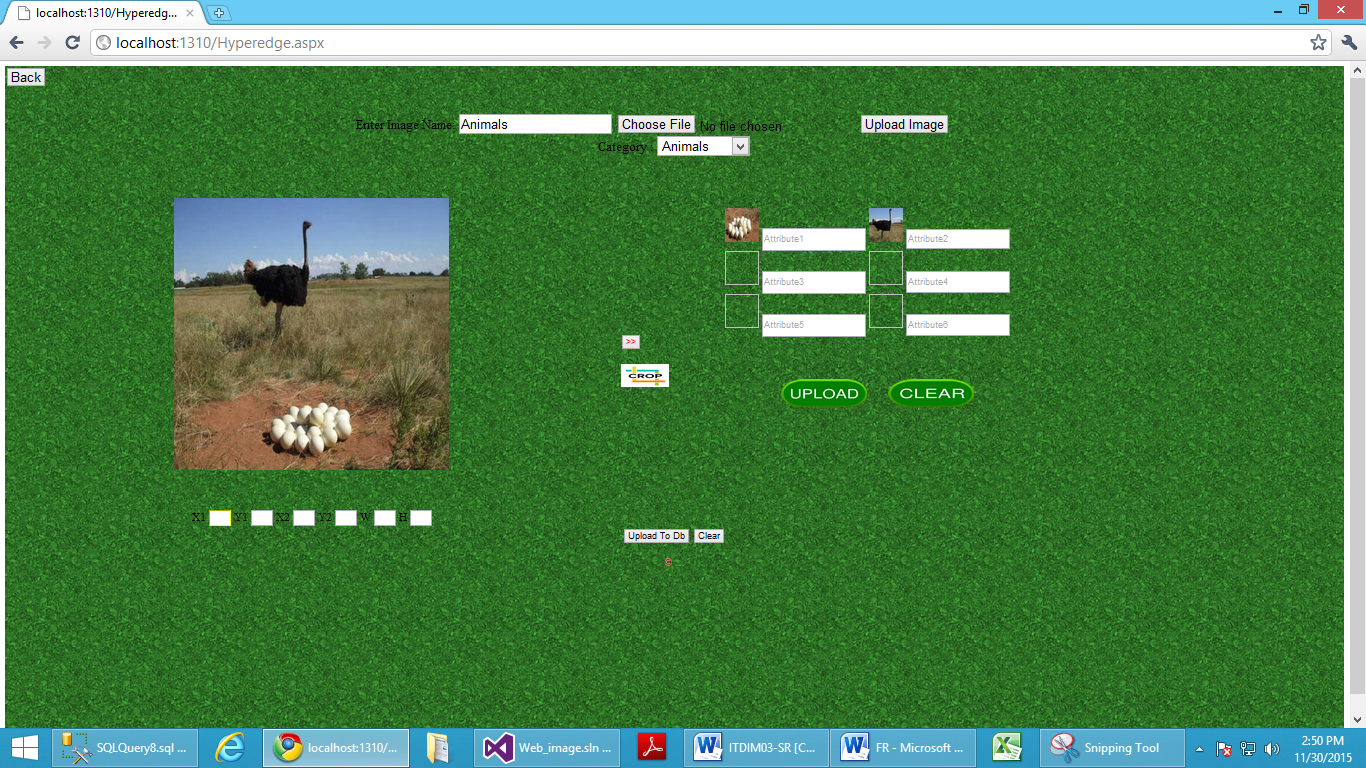 localhost:1310/Hyperedg...
localhost:1310/Hyperedge.aspx
Back
Enter Image Name: Animals Choose File No file chosen Upload Image
Category : Animals
Attribute1 Attribute2
Attribute3 Attribute4
Attribute5 Attribute6
>>
CROP
UPLOAD CLEAR
X1 Y1 X2 Y2 W H
Upload To Db Clear
e
SQLQuery8.sql ... localhost:1310/... Web_image.sln ... ITDIM03-SR [C... FR - Microsoft ... Snipping Tool
2:50 PM
11/30/2015